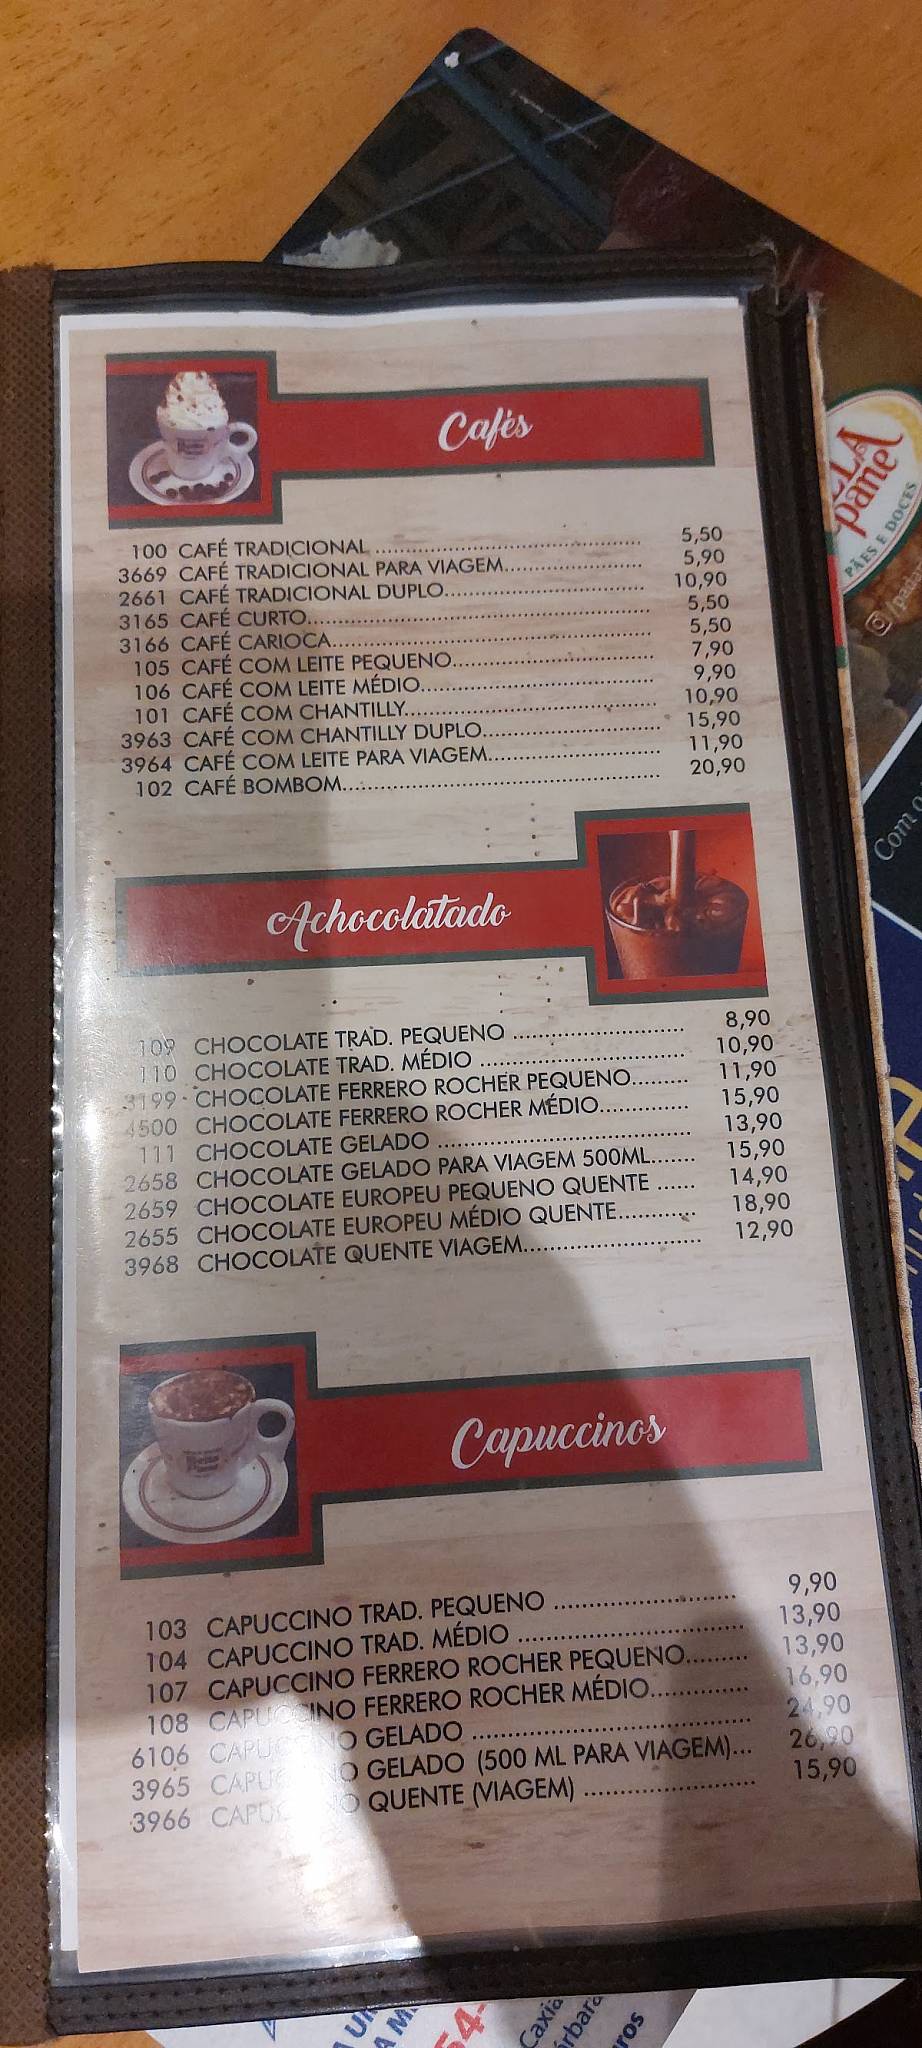 Cafés
100 CAFÉ TRADICIONAL ........ 5,50
3669 CAFÉ TRADICIONAL PARA VIAGEM........ 5,90
2661 CAFÉ TRADICIONAL DUPLO........ 10,90
3165 CAFÉ CURTO........ 5,50
3166 CAFÉ CARIOCA........ 5,50
105 CAFÉ COM LEITE PEQUENO........ 7,90
106 CAFÉ COM LEITE MÉDIO........ 9,90
101 CAFÉ COM CHANTILLY........ 10,90
3963 CAFÉ COM CHANTILLY DUPLO........ 15,90
3964 CAFÉ COM LEITE PARA VIAGEM........ 11,90
102 CAFÉ BOMBOM........ 20,90
Achocolatado
109 CHOCOLATE TRAD. PEQUENO ........ 8,90
110 CHOCOLATE TRAD. MÉDIO ........ 10,90
3199 CHOCOLATE FERRERO ROCHER PEQUENO........ 11,90
4500 CHOCOLATE FERRERO ROCHER MÉDIO........ 15,90
111 CHOCOLATE GELADO ........ 13,90
2658 CHOCOLATE GELADO PARA VIAGEM 500ML....... 15,90
2659 CHOCOLATE EUROPEU PEQUENO QUENTE ...... 14,90
2655 CHOCOLATE EUROPEU MÉDIO QUENTE........ 18,90
3968 CHOCOLATE QUENTE VIAGEM........ 12,90
Capuccinos
103 CAPUCCINO TRAD. PEQUENO ........ 9,90
104 CAPUCCINO TRAD. MÉDIO ........ 13,90
107 CAPUCCINO FERRERO ROCHER PEQUENO......... 13,90
108 CAPUCCINO FERRERO ROCHER MÉDIO........ 16,90
6106 CAPUCCINO GELADO ........ 24,90
3965 CAPUCCINO GELADO (500 ML PARA VIAGEM)... 26,90
3966 CAPUCCINO QUENTE (VIAGEM) ........ 15,90
pane
PÃES E DOCES
Com o
54-